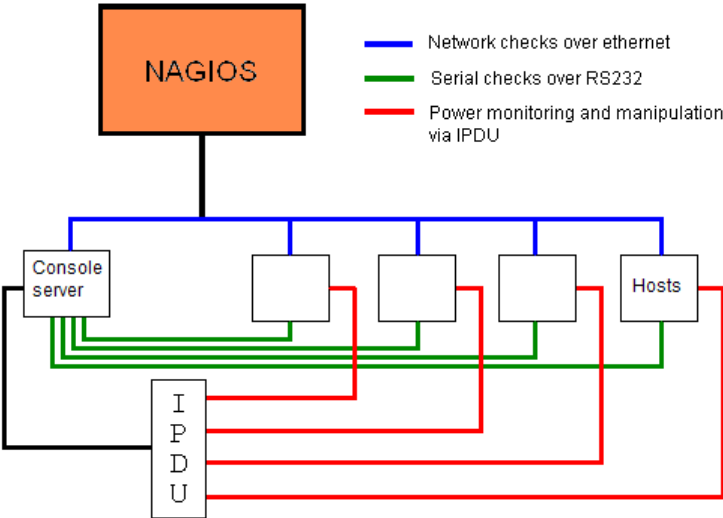 NAGIOS
Network checks over ethernet
Serial checks over RS232
Power monitoring and manipulation
via IPDU
Console
server
Hosts
I
P
D
U